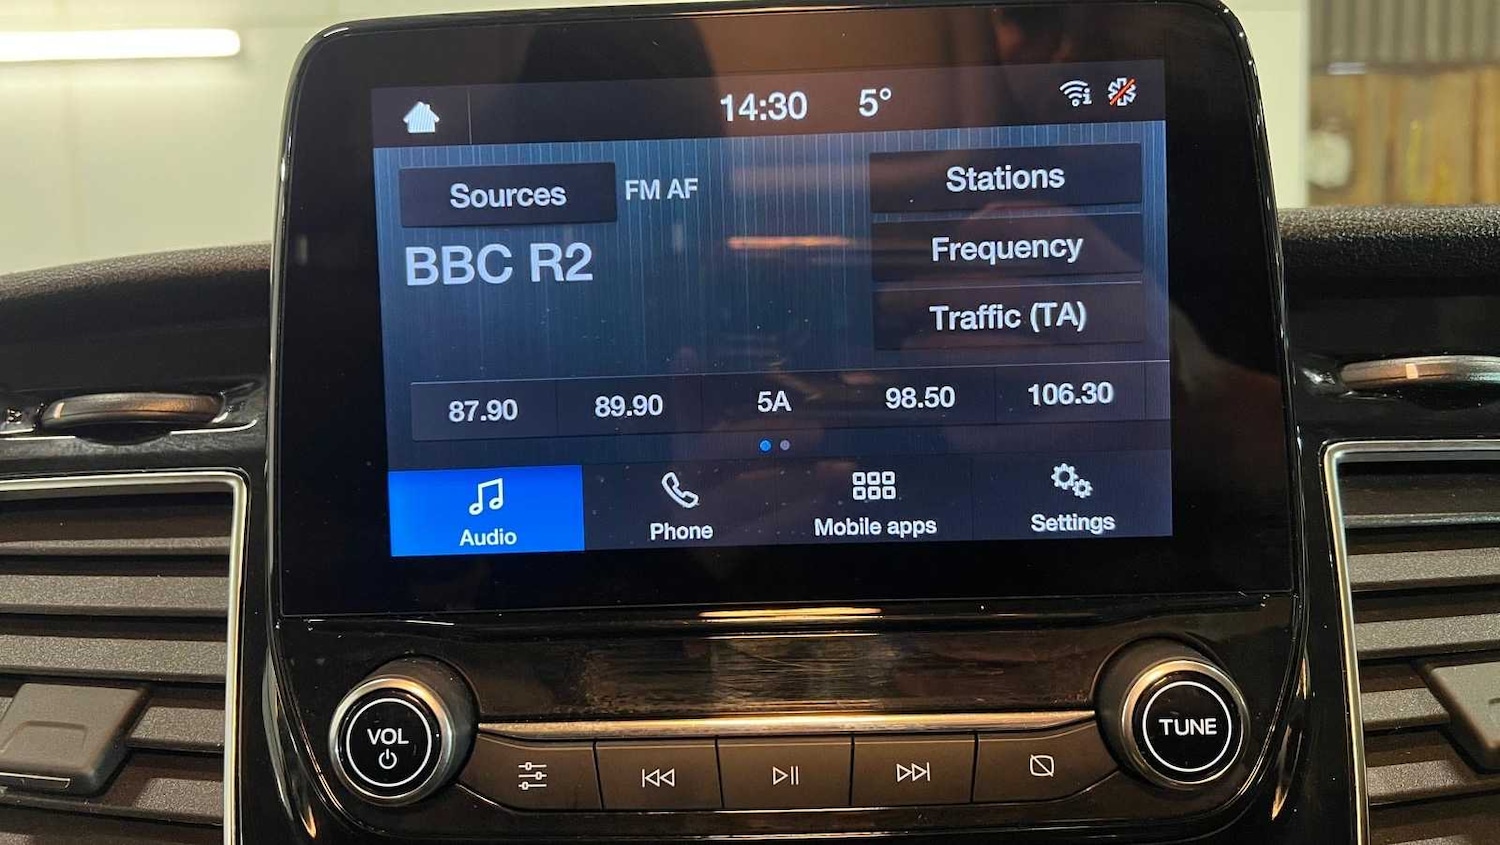 14:30 5°
Sources FM AF Stations
BBC R2
Frequency
Traffic (TA)
87.90 89.90 5A 98.50 106.30
Audio Phone Mobile apps Settings
VOL TUNE